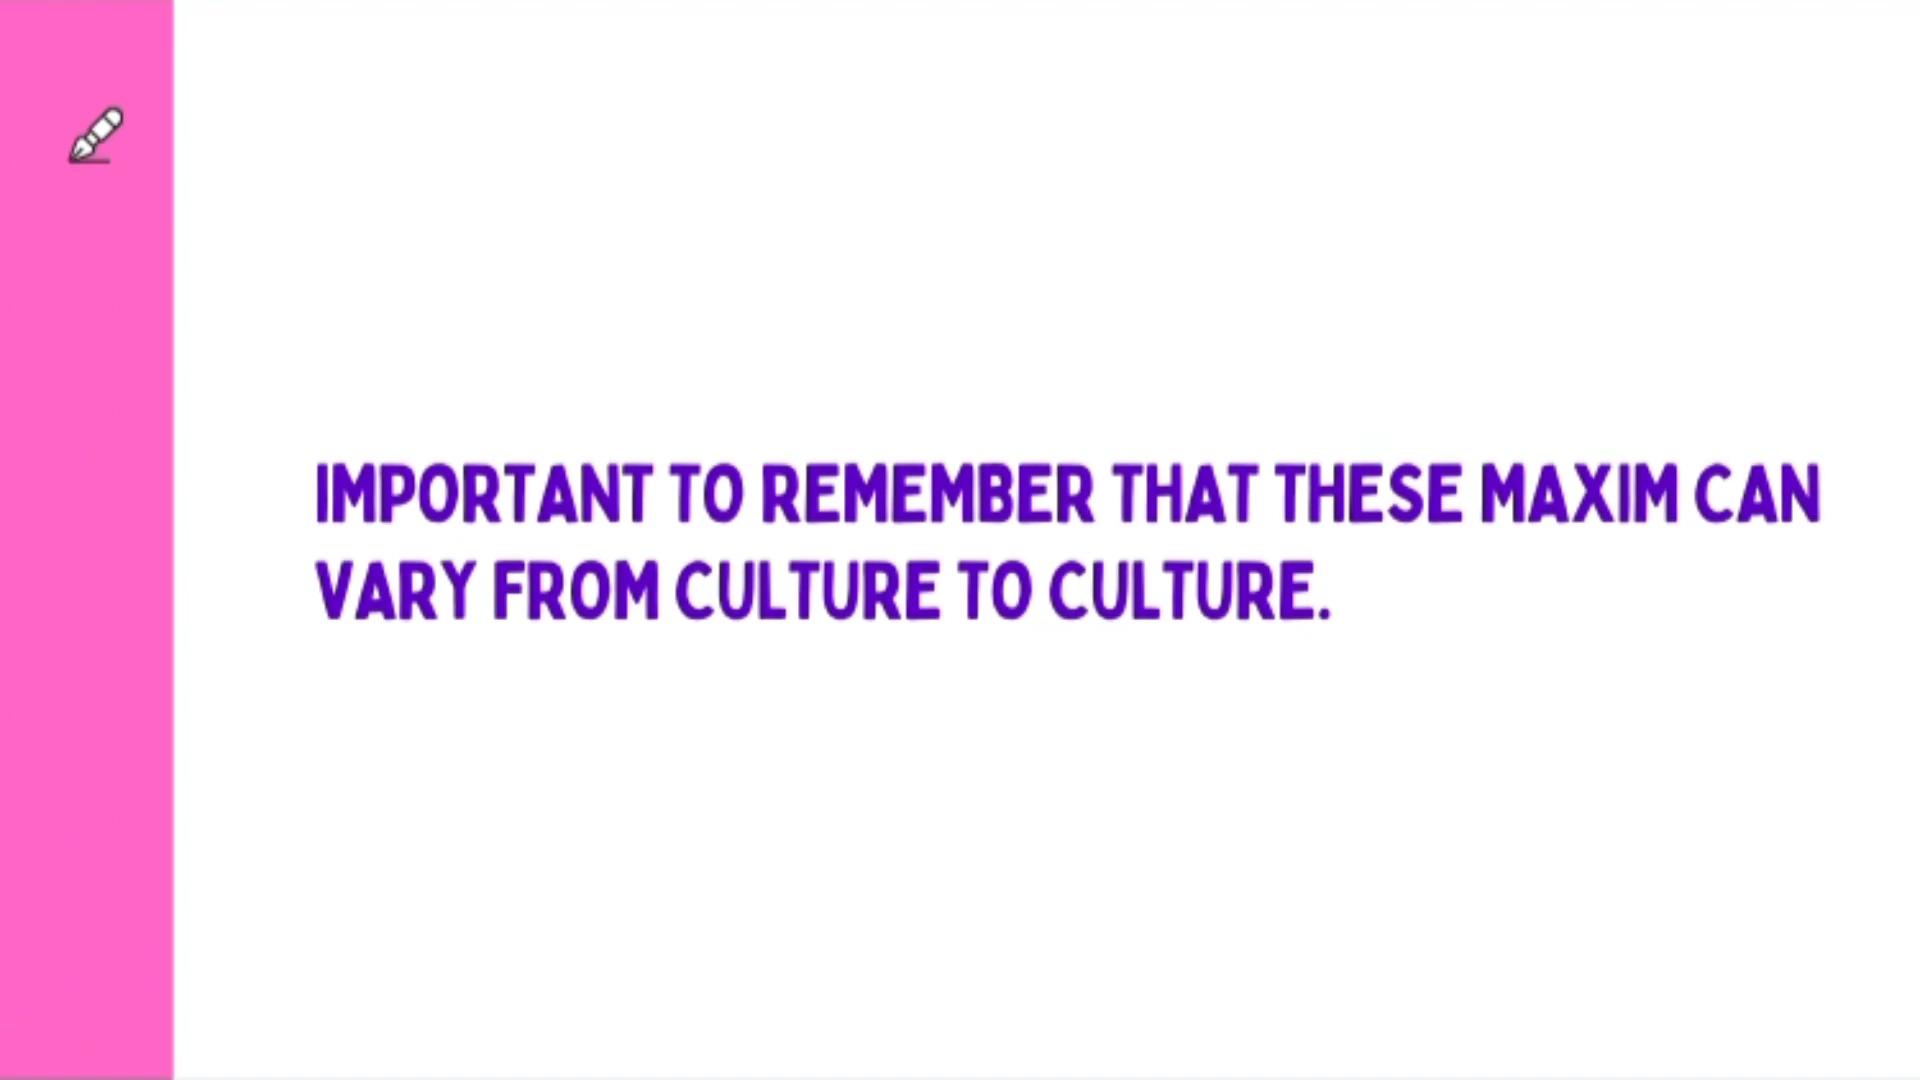 IMPORTANT TO REMEMBER THAT THESE MAXIM CAN
VARY FROM CULTURE TO CULTURE.